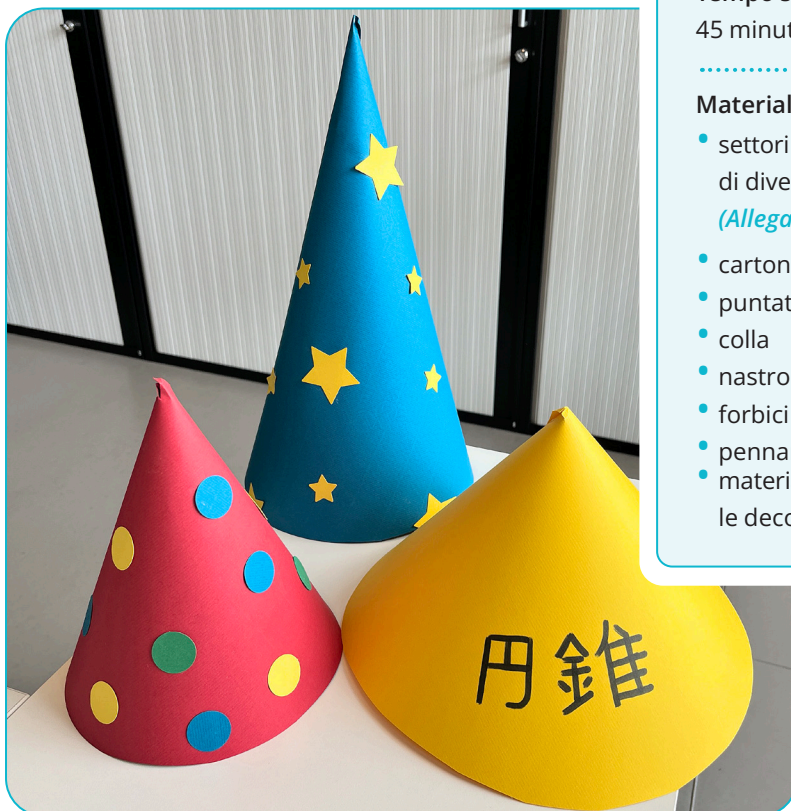 45 minut
Material
settori
di dive
(Allega
carton
puntat
colla
nastro
forbici
penna
materi
le deco
円錐